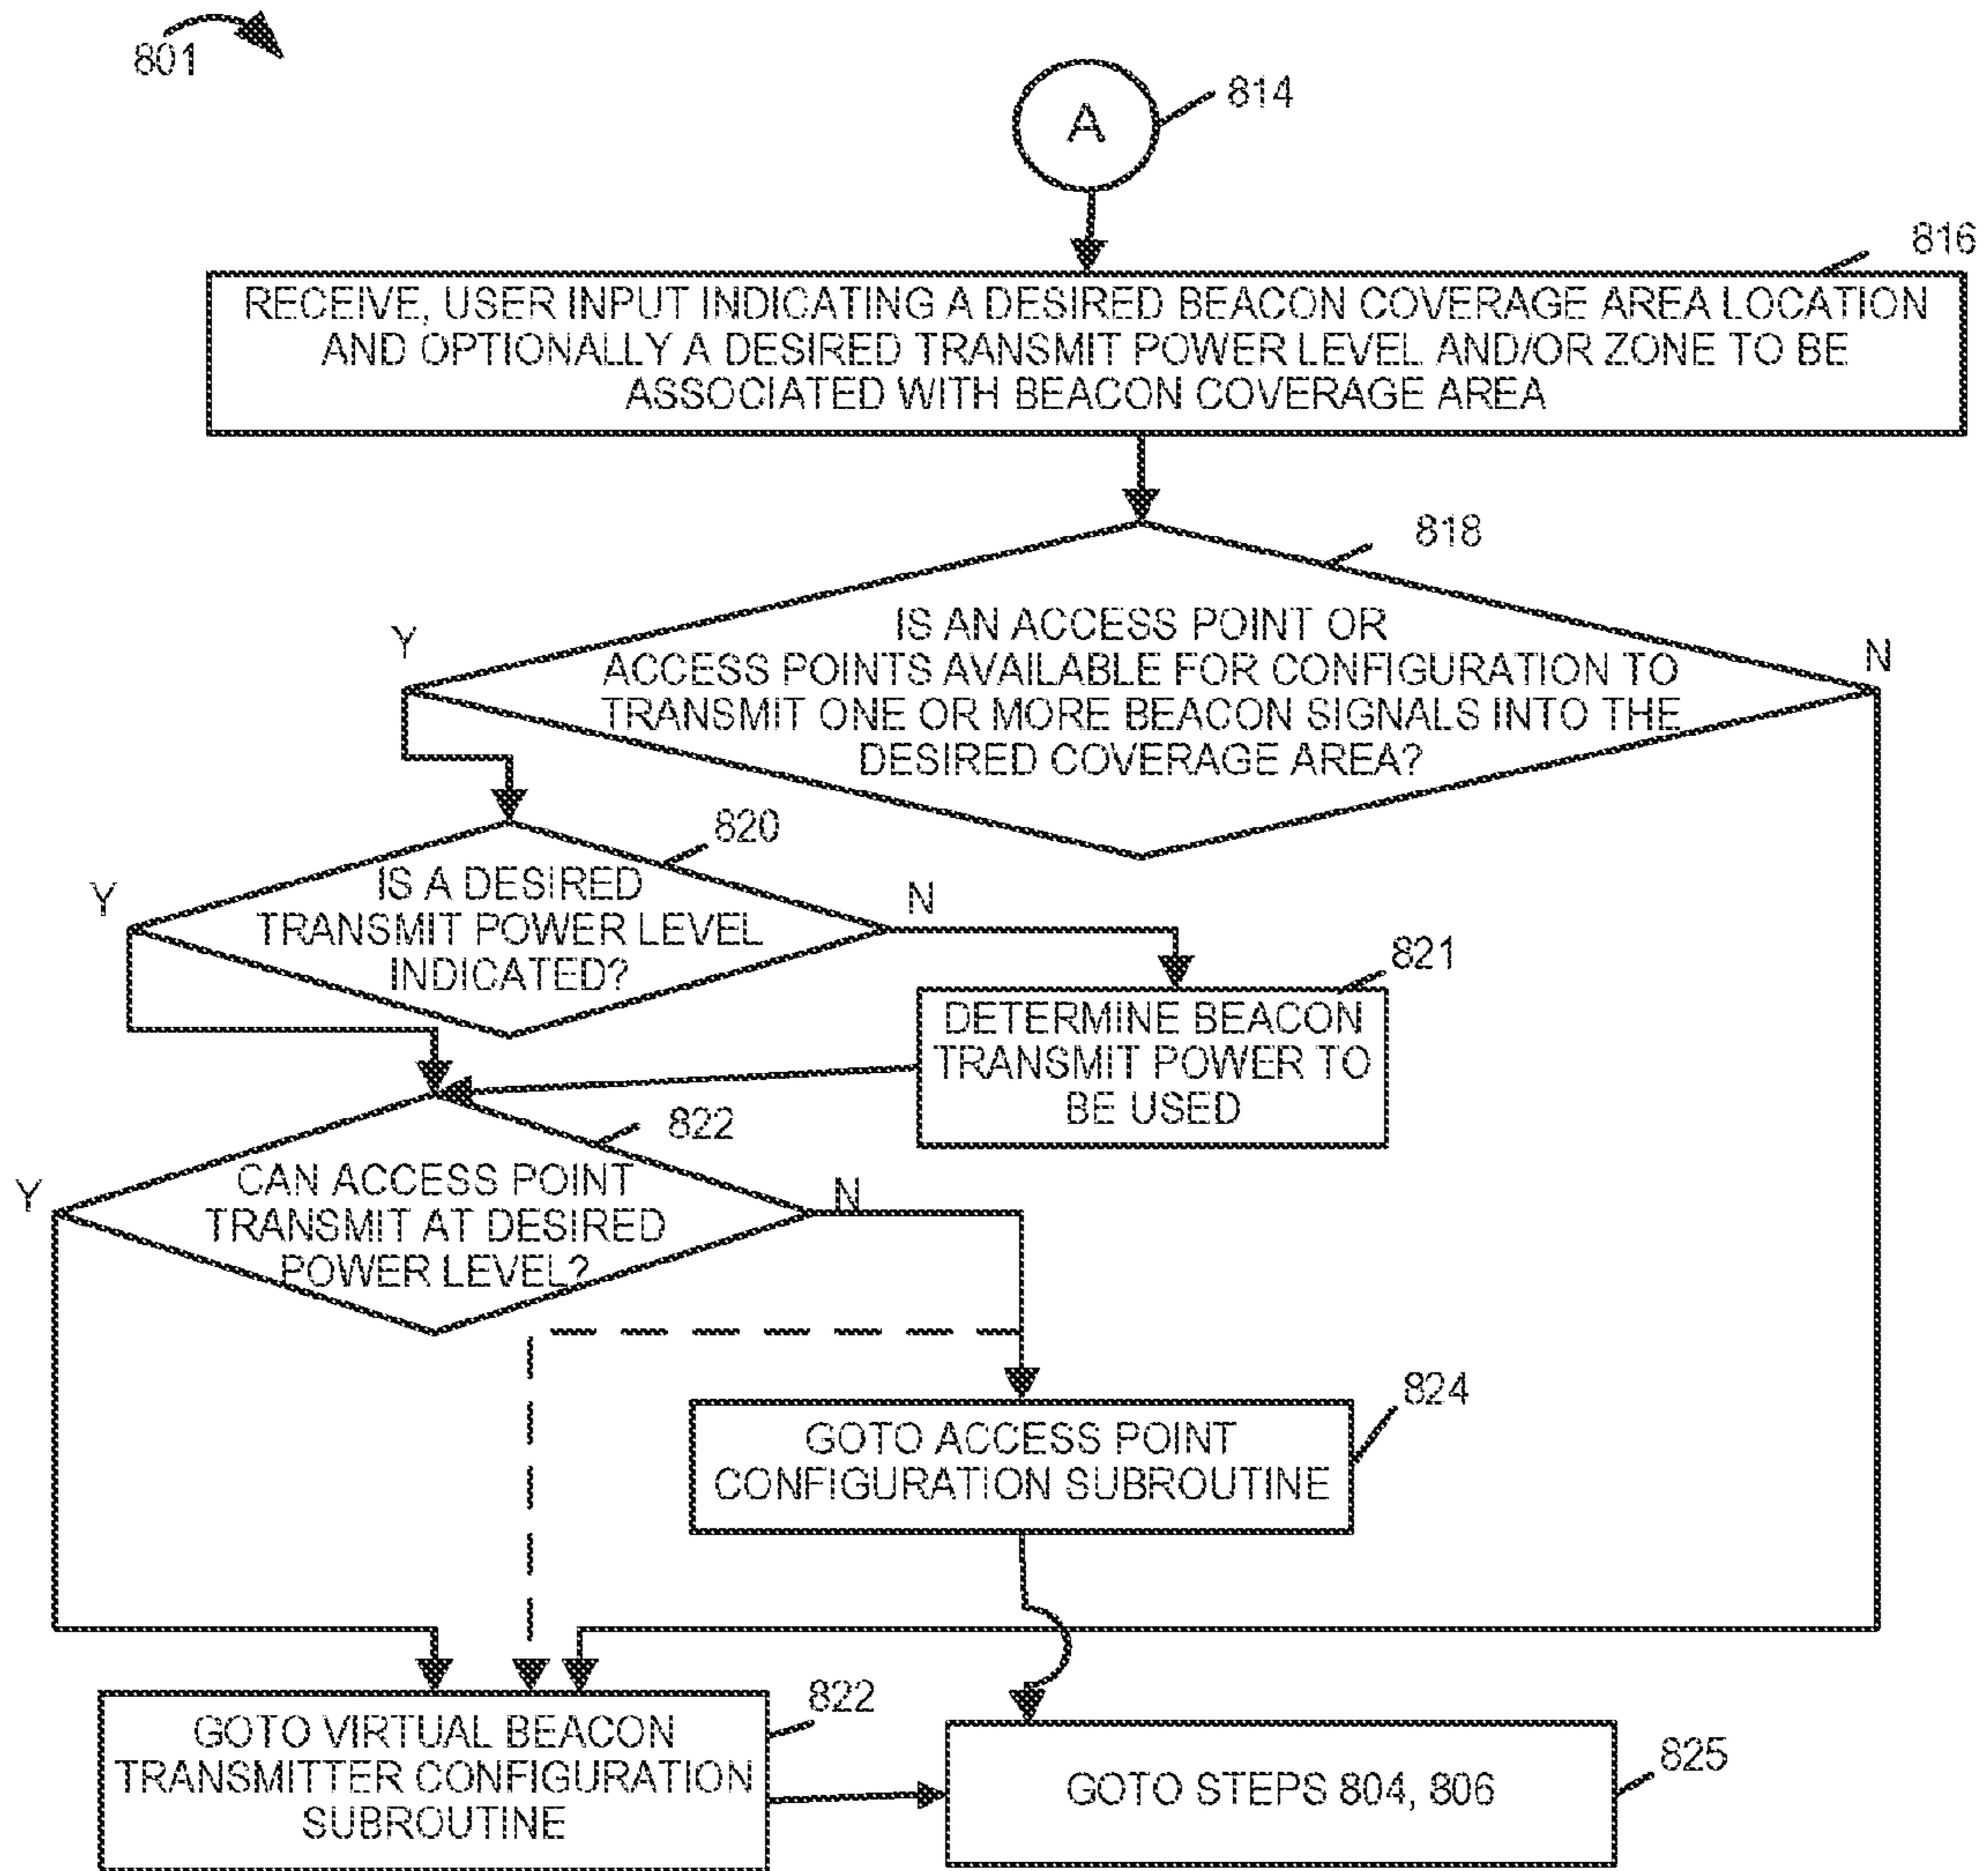 801
A
814
816
RECEIVE, USER INPUT INDICATING A DESIRED BEACON COVERAGE AREA LOCATION
AND OPTIONALLY A DESIRED TRANSMIT POWER LEVEL AND/OR ZONE TO BE
ASSOCIATED WITH BEACON COVERAGE AREA
818
Y
N
IS AN ACCESS POINT OR
ACCESS POINTS AVAILABLE FOR CONFIGURATION TO
TRANSMIT ONE OR MORE BEACON SIGNALS INTO THE
DESIRED COVERAGE AREA?
820
Y
N
IS A DESIRED
TRANSMIT POWER LEVEL
INDICATED?
821
DETERMINE BEACON
TRANSMIT POWER TO
BE USED
822
Y
N
CAN ACCESS POINT
TRANSMIT AT DESIRED
POWER LEVEL?
824
GOTO ACCESS POINT
CONFIGURATION SUBROUTINE
822
GOTO VIRTUAL BEACON
TRANSMITTER CONFIGURATION
SUBROUTINE
825
GOTO STEPS 804, 806